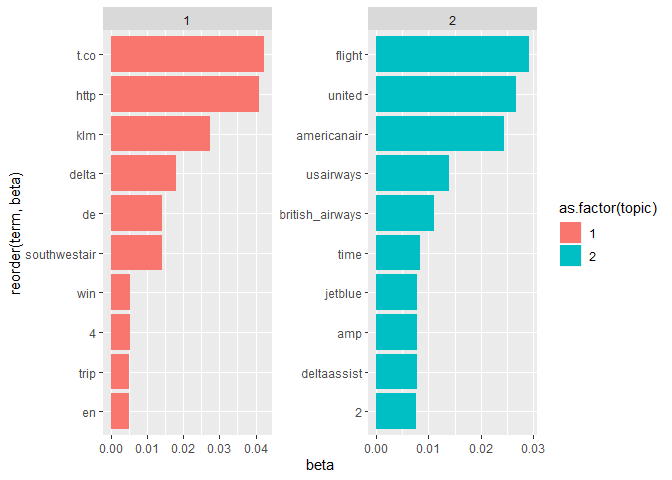 1
2
t.co
http
klm
delta
de
southwestair
win
4
trip
en
flight
united
americanair
usairways
british_airways
time
jetblue
amp
deltaassist
2
0.00 0.01 0.02 0.03 0.04
0.00 0.01 0.02 0.03
beta
reorder(term, beta)
as.factor(topic)
1
2